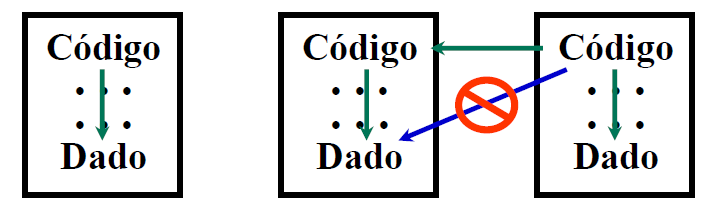 Código
. . .
. . .
Dado
Código
. . .
. . .
Dado
Código
. . .
. . .
Dado